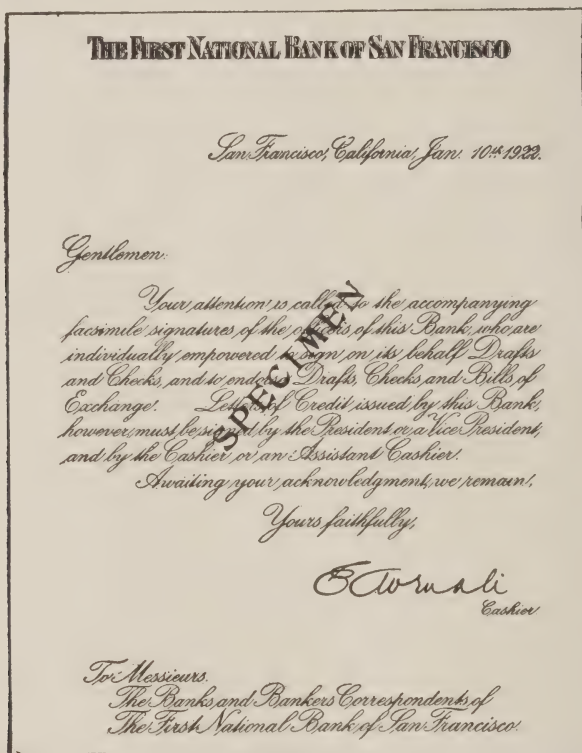 THE FIRST NATIONAL BANK OF SAN FRANCISCO
San Francisco, California, Jan. 10th 1922.
Gentlemen:
Your attention is called to the accompanying
facsimile signatures of the officers of this Bank, who are
individually empowered to sign on its behalf Drafts
and Checks, and to endorse Drafts, Checks, and Bills of
Exchange. Letters of Credit issued by this Bank,
however, must be signed by the President or a Vice President,
and by the Cashier or an Assistant Cashier.
SPECIMEN
Awaiting your acknowledgment, we remain,
Yours faithfully,
Cashier
To Messieurs.
The Banks and Bankers Correspondents of
The First National Bank of San Francisco.